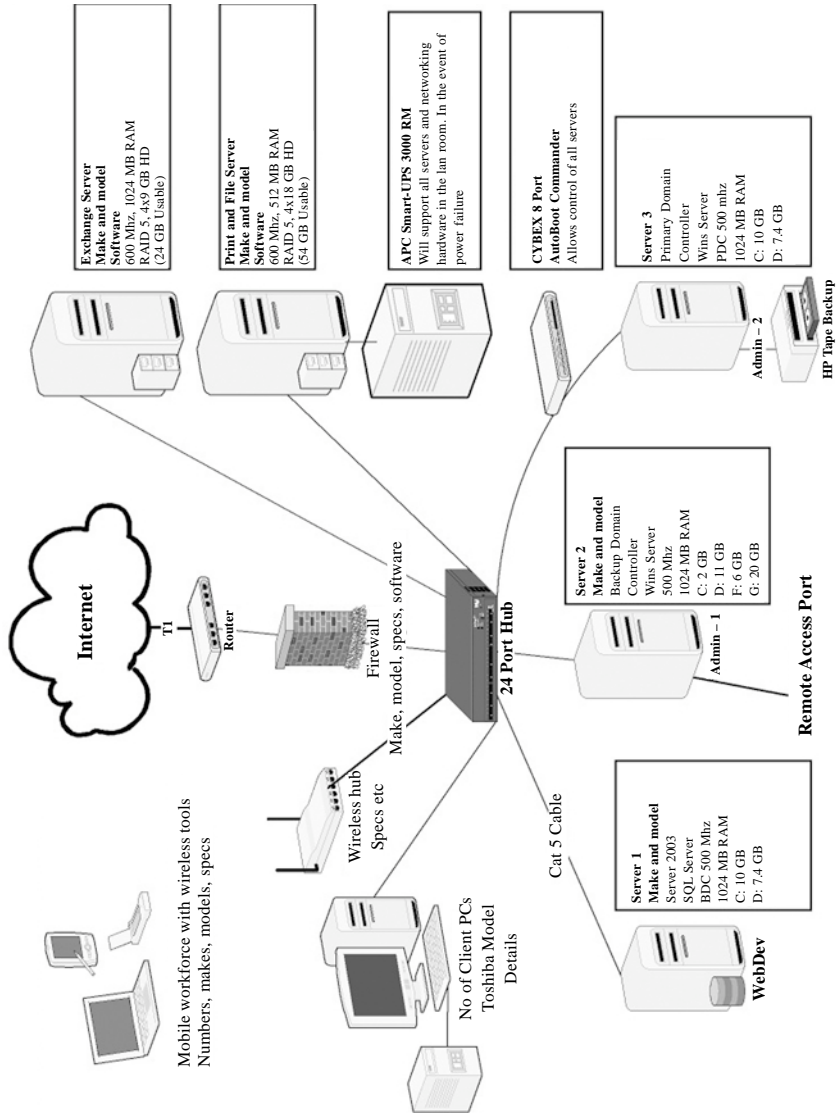 Mobile workforce with wireless tools
Numbers, makes, models, specs
Internet
T1
Router
Firewall
Make, model, specs, software
Wireless hub
Specs etc
24 Port Hub
No of Client PCs
Toshiba Model
Details
Cat 5 Cable
Exchange Server
Make and model
Software
600 Mhz, 1024 MB RAM
RAID 5, 4x9 GB HD
(24 GB Usable)
Print and File Server
Make and model
Software
600 Mhz, 512 MB RAM
RAID 5, 4x18 GB HD
(54 GB Usable)
APC Smart-UPS 3000 RM
Will support all servers and networking
hardware in the lan room. In the event of
power failure
CYBEX 8 Port
AutoBoot Commander
Allows control of all servers
WebDev
Server 1
Make and model
Server 2003
SQL Server
BDC 500 Mhz
1024 MB RAM
C: 10 GB
D: 7.4 GB
Admin – 1
Remote Access Port
Server 2
Make and model
Backup Domain
Controller
Wins Server
500 Mhz
1024 MB RAM
C: 2 GB
D: 11 GB
F: 6 GB
G: 20 GB
Admin – 2
HP Tape Backup
Server 3
Primary Domain
Controller
Wins Server
PDC 500 mhz
1024 MB RAM
C: 10 GB
D: 7.4 GB